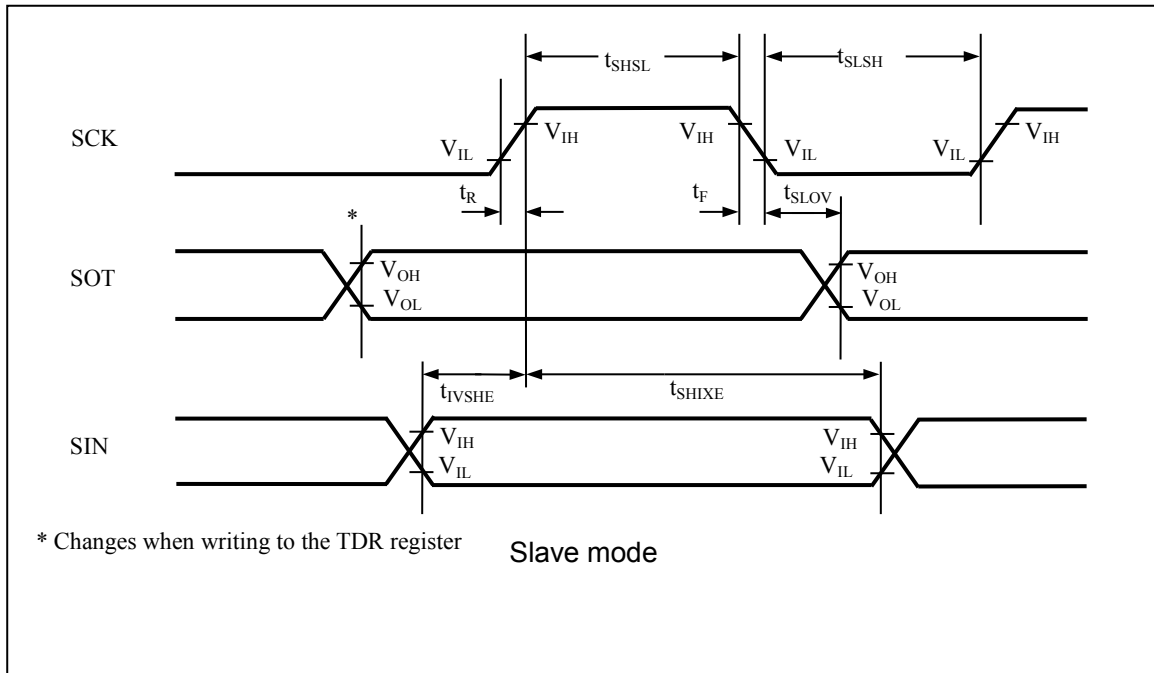 tSHSL tSLSH
SCK
VIH VIH VIH
VIL VIL VIL
tR tF tSLOV
*
SOT
VOH VOH
VOL VOL
tIVSHE tSHIXE
SIN
VIH VIH
VIL VIL
* Changes when writing to the TDR register
Slave mode